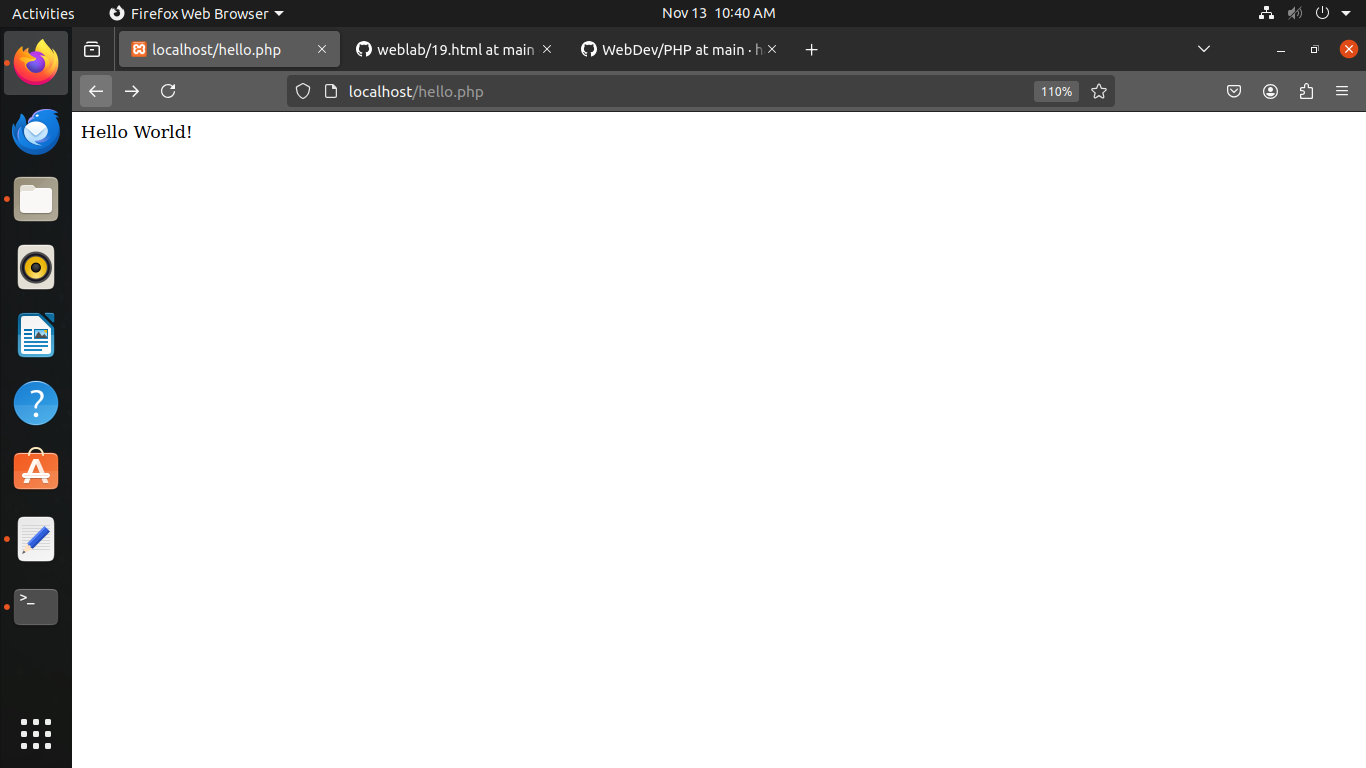 Activities Firefox Web Browser Nov 13 10:40 AM
localhost/hello.php weblab/19.html at main WebDev/PHP at main · h
localhost/hello.php 110%
Hello World!
?
>_